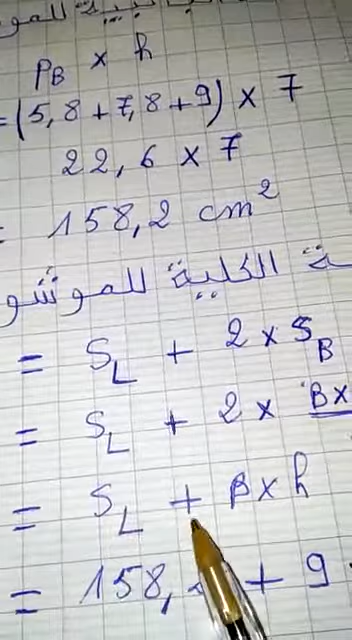 P_B × h
= (5,8 + 7,8 + 9) × 7
22,6 × 7
= 158,2 cm²
الكلية للموشو
= S_L + 2 × S_B
= S_L + 2 × B×
= S_L + B × h
= 158, + 9